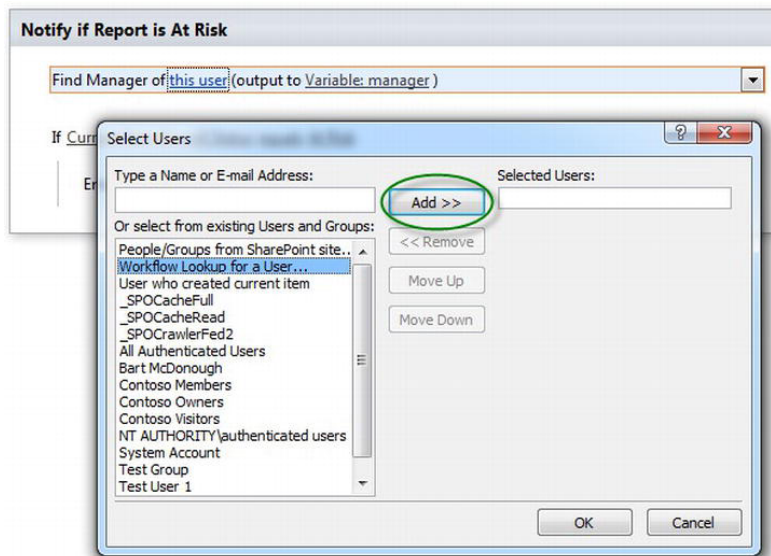 Notify if Report is At Risk
Find Manager of this user (output to Variable: manager )
If Curr
Select Users
Type a Name or E-mail Address:
Selected Users:
Add >>
Or select from existing Users and Groups:
<< Remove
Move Up
Move Down
People/Groups from SharePoint site...
Workflow Lookup for a User...
User who created current item
_SPOCacheFull
_SPOCacheRead
_SPOCrawlerFed2
All Authenticated Users
Bart McDonough
Contoso Members
Contoso Owners
Contoso Visitors
NT AUTHORITY\authenticated users
System Account
Test Group
Test User 1
OK
Cancel